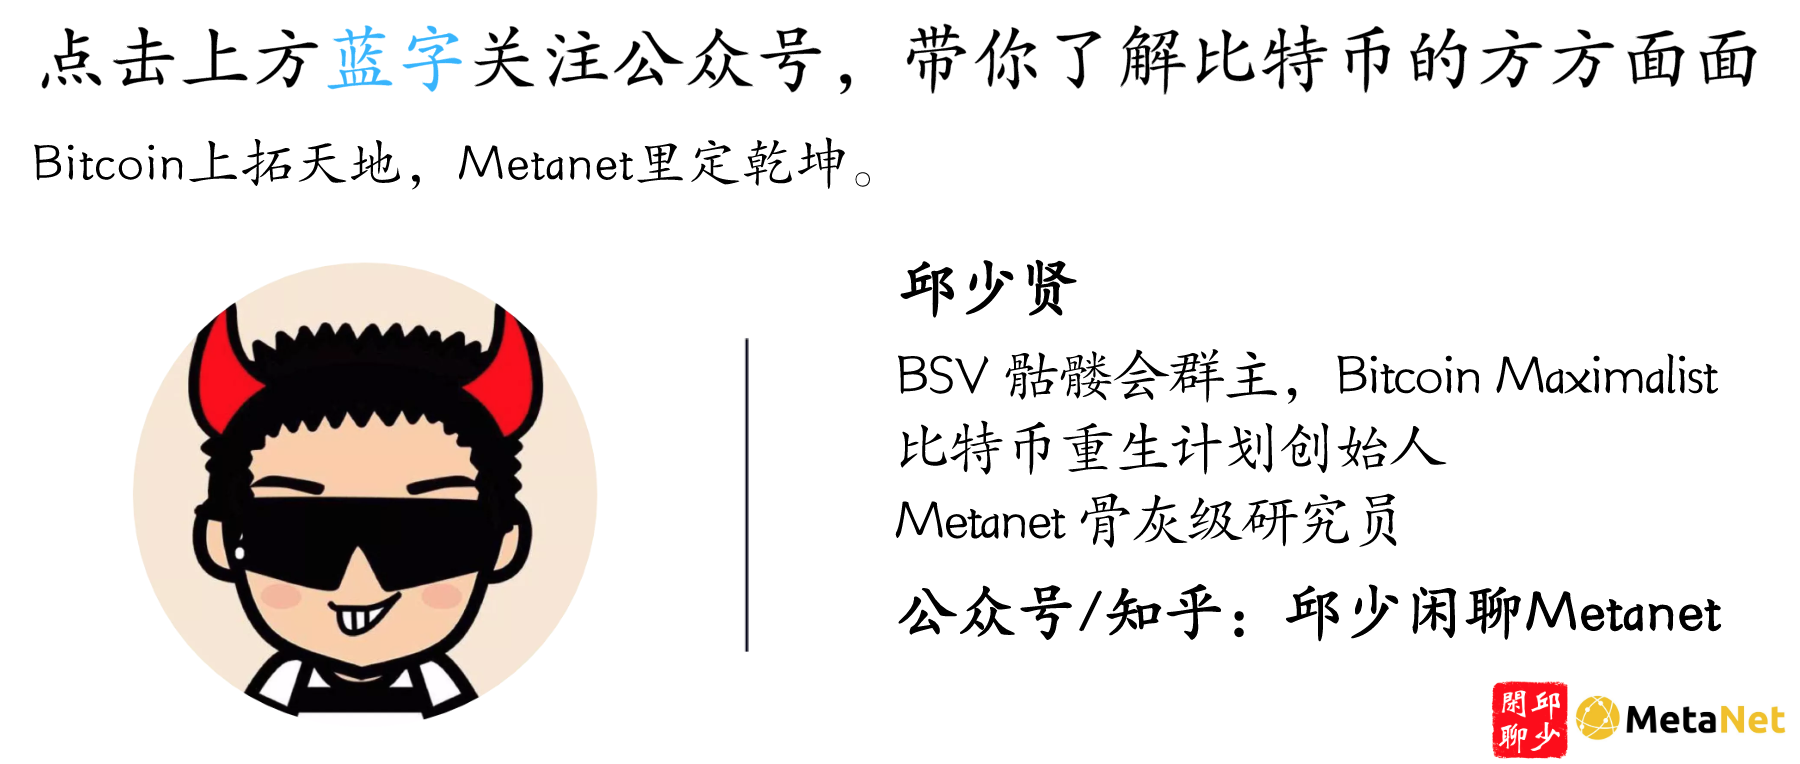 点击上方蓝字关注公众号，带你了解比特币的方方面面
Bitcoin上拓天地，Metanet里定乾坤。
邱少贤
BSV 骷髅会群主，Bitcoin Maximalist
比特币重生计划创始人
Metanet 骨灰级研究员
公众号/知乎：邱少闲聊Metanet
邱少閑聊
MetaNet